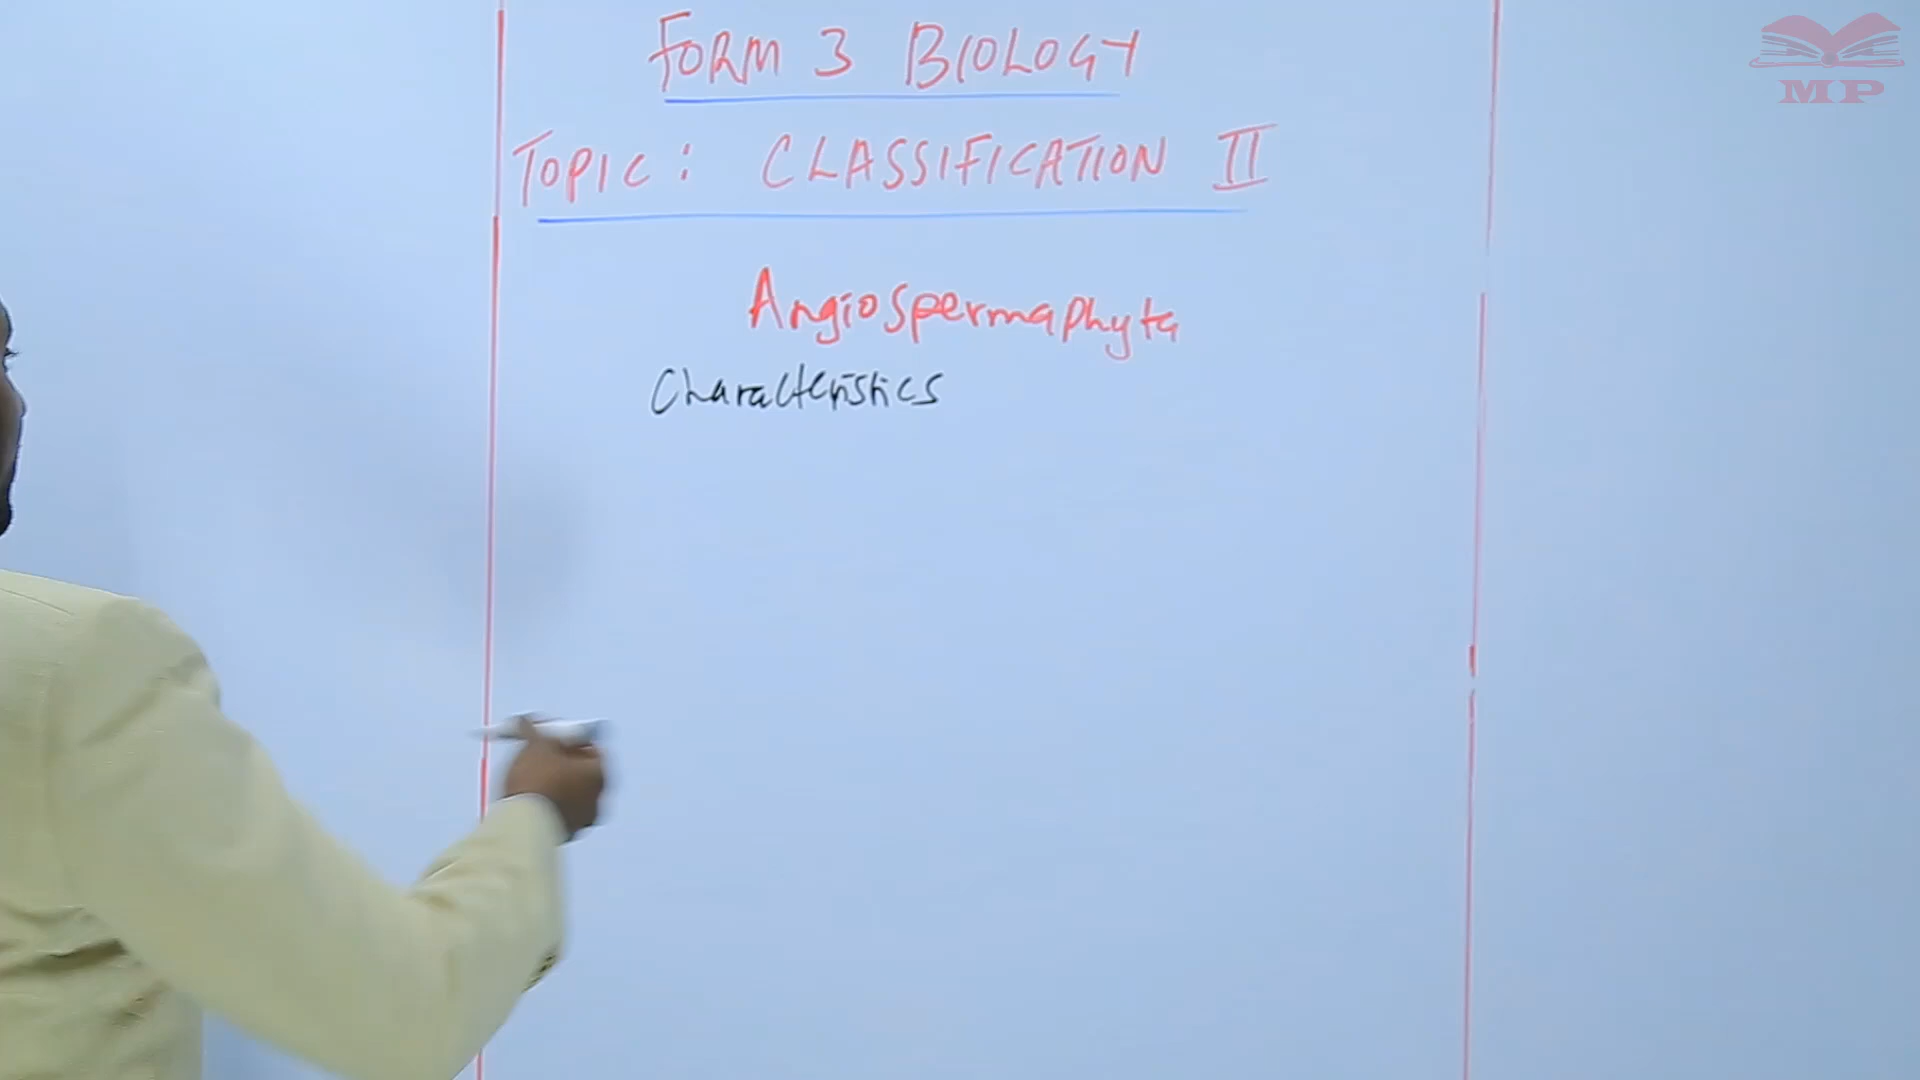 FORM 3 BIOLOGY
TOPIC: CLASSIFICATION II
Angiospermaphyta
Characteristics
MP